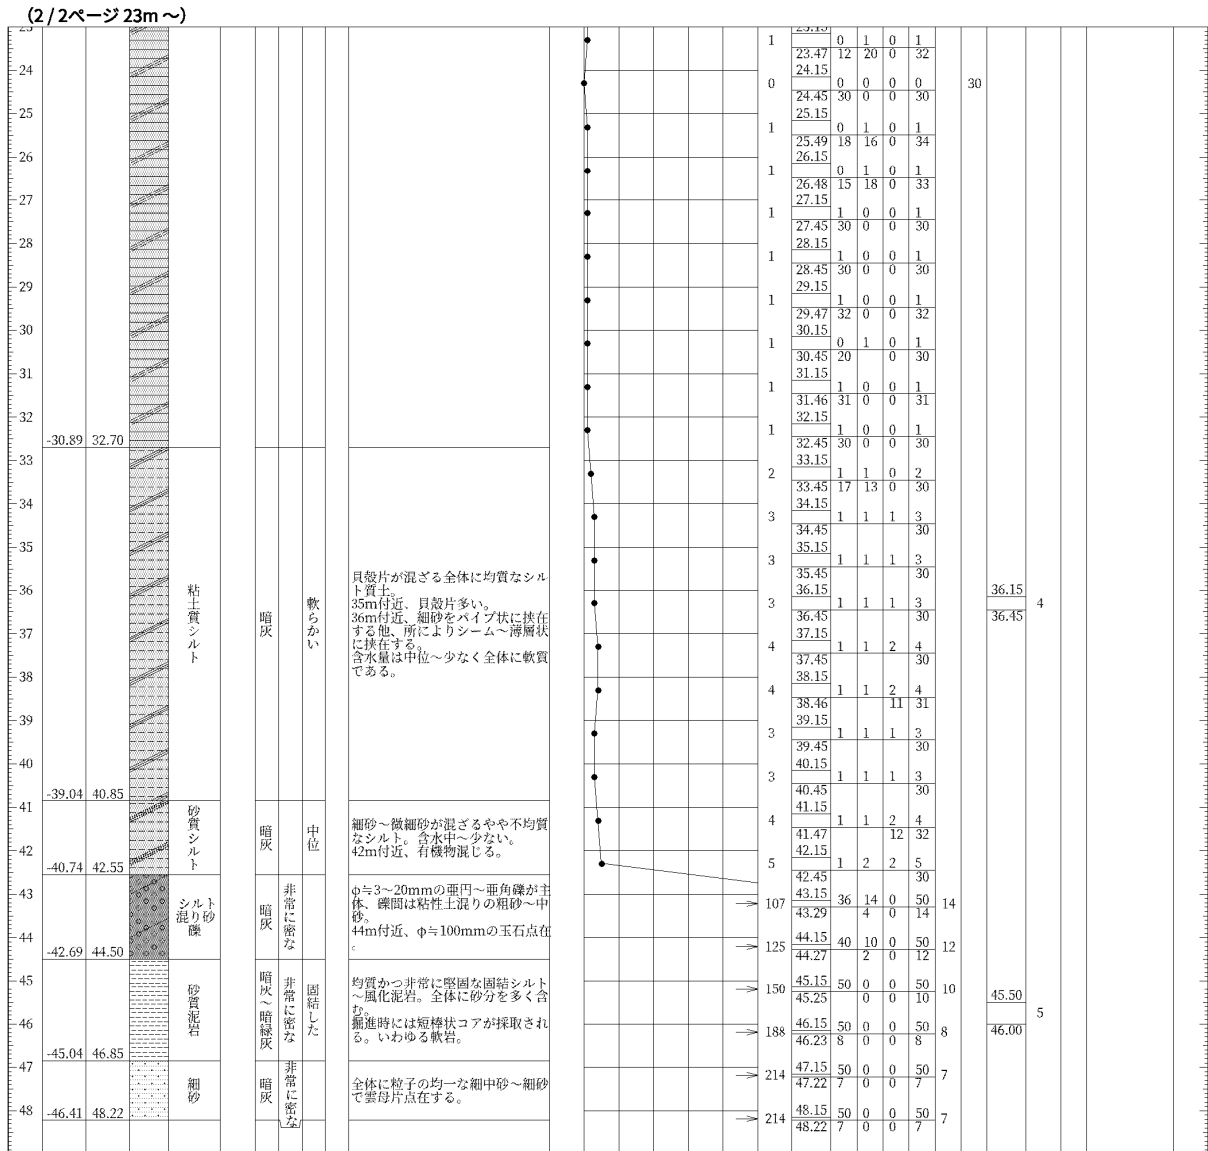 （2 / 2ページ 23m ～）
23
24
25
26
27
28
29
30
31
32
33
34
35
36
37
38
39
40
41
42
43
44
45
46
47
48
-30.89 32.70
-39.04 40.85
-40.74 42.55
-42.69 44.50
-45.04 46.85
-46.41 48.22
粘土質シルト
暗灰
軟らかい
貝殻片が混ざる全体に均質なシル
ト質土。
35m付近、貝殻片多い。
36m付近、細砂をパイプ状に挟在
する他、所によりシーム～薄層状
に挟在する。
含水量は中位～少なく全体に軟質
である。
砂質シルト
暗灰
中位
細砂～微細砂が混ざるやや不均質
なシルト。含水中～少ない。
42m付近、有機物混じる。
シルト
混り砂
礫
暗灰
非常に密な
φ≒3～20mmの亜円～亜角礫が主
体、礫間は粘性土混りの粗砂～中
砂。
44m付近、φ≒100mmの玉石点在
。
砂質泥岩
暗灰～暗緑灰
非常に密な
固結した
均質かつ非常に堅固な固結シルト
～風化泥岩。全体に砂分を多く含
む。
掘進時には短棒状コアが採取され
る。いわゆる軟岩。
細砂
暗灰
非常に密な
全体に粒子の均一な細中砂～細砂
で雲母片点在する。
23.15
1 0 1 0 1
23.47 12 20 0 32
24.15
0 0 0 0 0 30
24.45 30 0 0 30
25.15
1 0 1 0 1
25.49 18 16 0 34
26.15
1 0 1 0 1
26.48 15 18 0 33
27.15
1 1 0 0 1
27.45 30 0 0 30
28.15
1 1 0 0 1
28.45 30 0 0 30
29.15
1 1 0 0 1
29.47 32 0 0 32
30.15
1 0 1 0 1
30.45 20 0 30
31.15
1 1 0 0 1
31.46 31 0 0 31
32.15
1 1 0 0 1
32.45 30 0 0 30
33.15
2 1 1 0 2
33.45 17 13 0 30
34.15
3 1 1 1 3
34.45 30
35.15
3 1 1 1 3
35.45 30
36.15 36.15
3 1 1 1 3 4
36.45 30 36.45
37.15
4 1 1 2 4
37.45 30
38.15
4 1 1 2 4
38.46 11 31
39.15
3 1 1 1 3
39.45 30
40.15
3 1 1 1 3
40.45 30
41.15
4 1 1 2 4
41.47 12 32
42.15
5 1 2 2 5
42.45 30
43.15 36 14 0 50
107 14
43.29 4 0 14
44.15 40 10 0 50
125 12
44.27 2 0 12
45.15 50 0 0 50
150 10
45.25 0 0 10
45.50
5
46.00
46.15 50 0 0 50
188 8
46.23 8 0 0 8
47.15 50 0 0 50
214 7
47.22 7 0 0 7
48.15 50 0 0 50
214 7
48.22 7 0 0 7